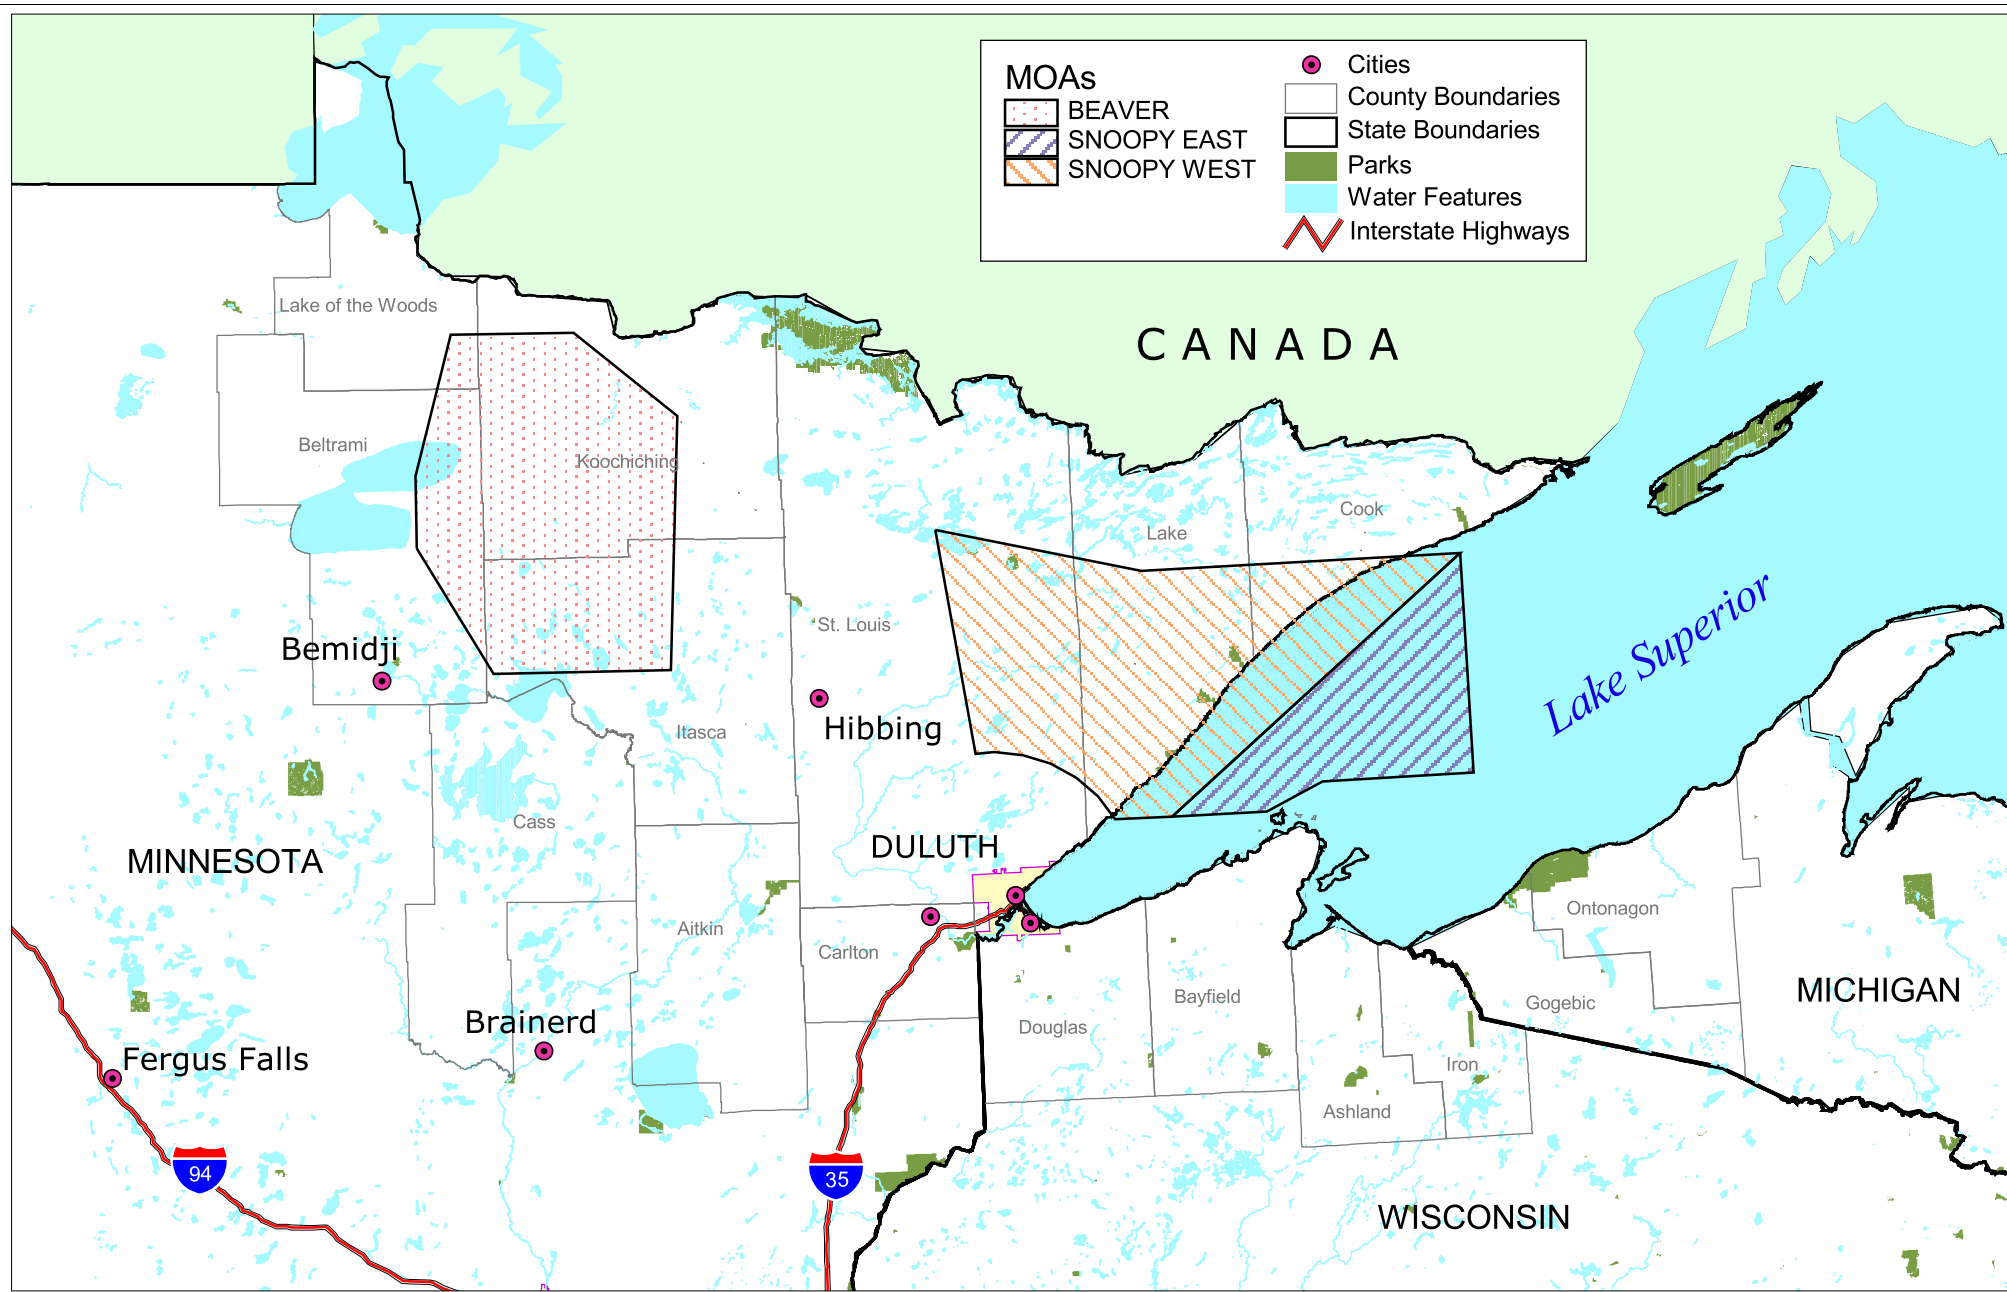 MOAs
BEAVER
SNOOPY EAST
SNOOPY WEST
Cities
County Boundaries
State Boundaries
Parks
Water Features
Interstate Highways
CANADA
Lake of the Woods
Beltrami
Koochiching
Cook
Lake
St. Louis
Bemidji
Hibbing
Itasca
Lake Superior
Cass
DULUTH
MINNESOTA
Aitkin
Carlton
Ontonagon
MICHIGAN
Bayfield
Gogebic
Douglas
Brainerd
Fergus Falls
Iron
Ashland
94
35
WISCONSIN